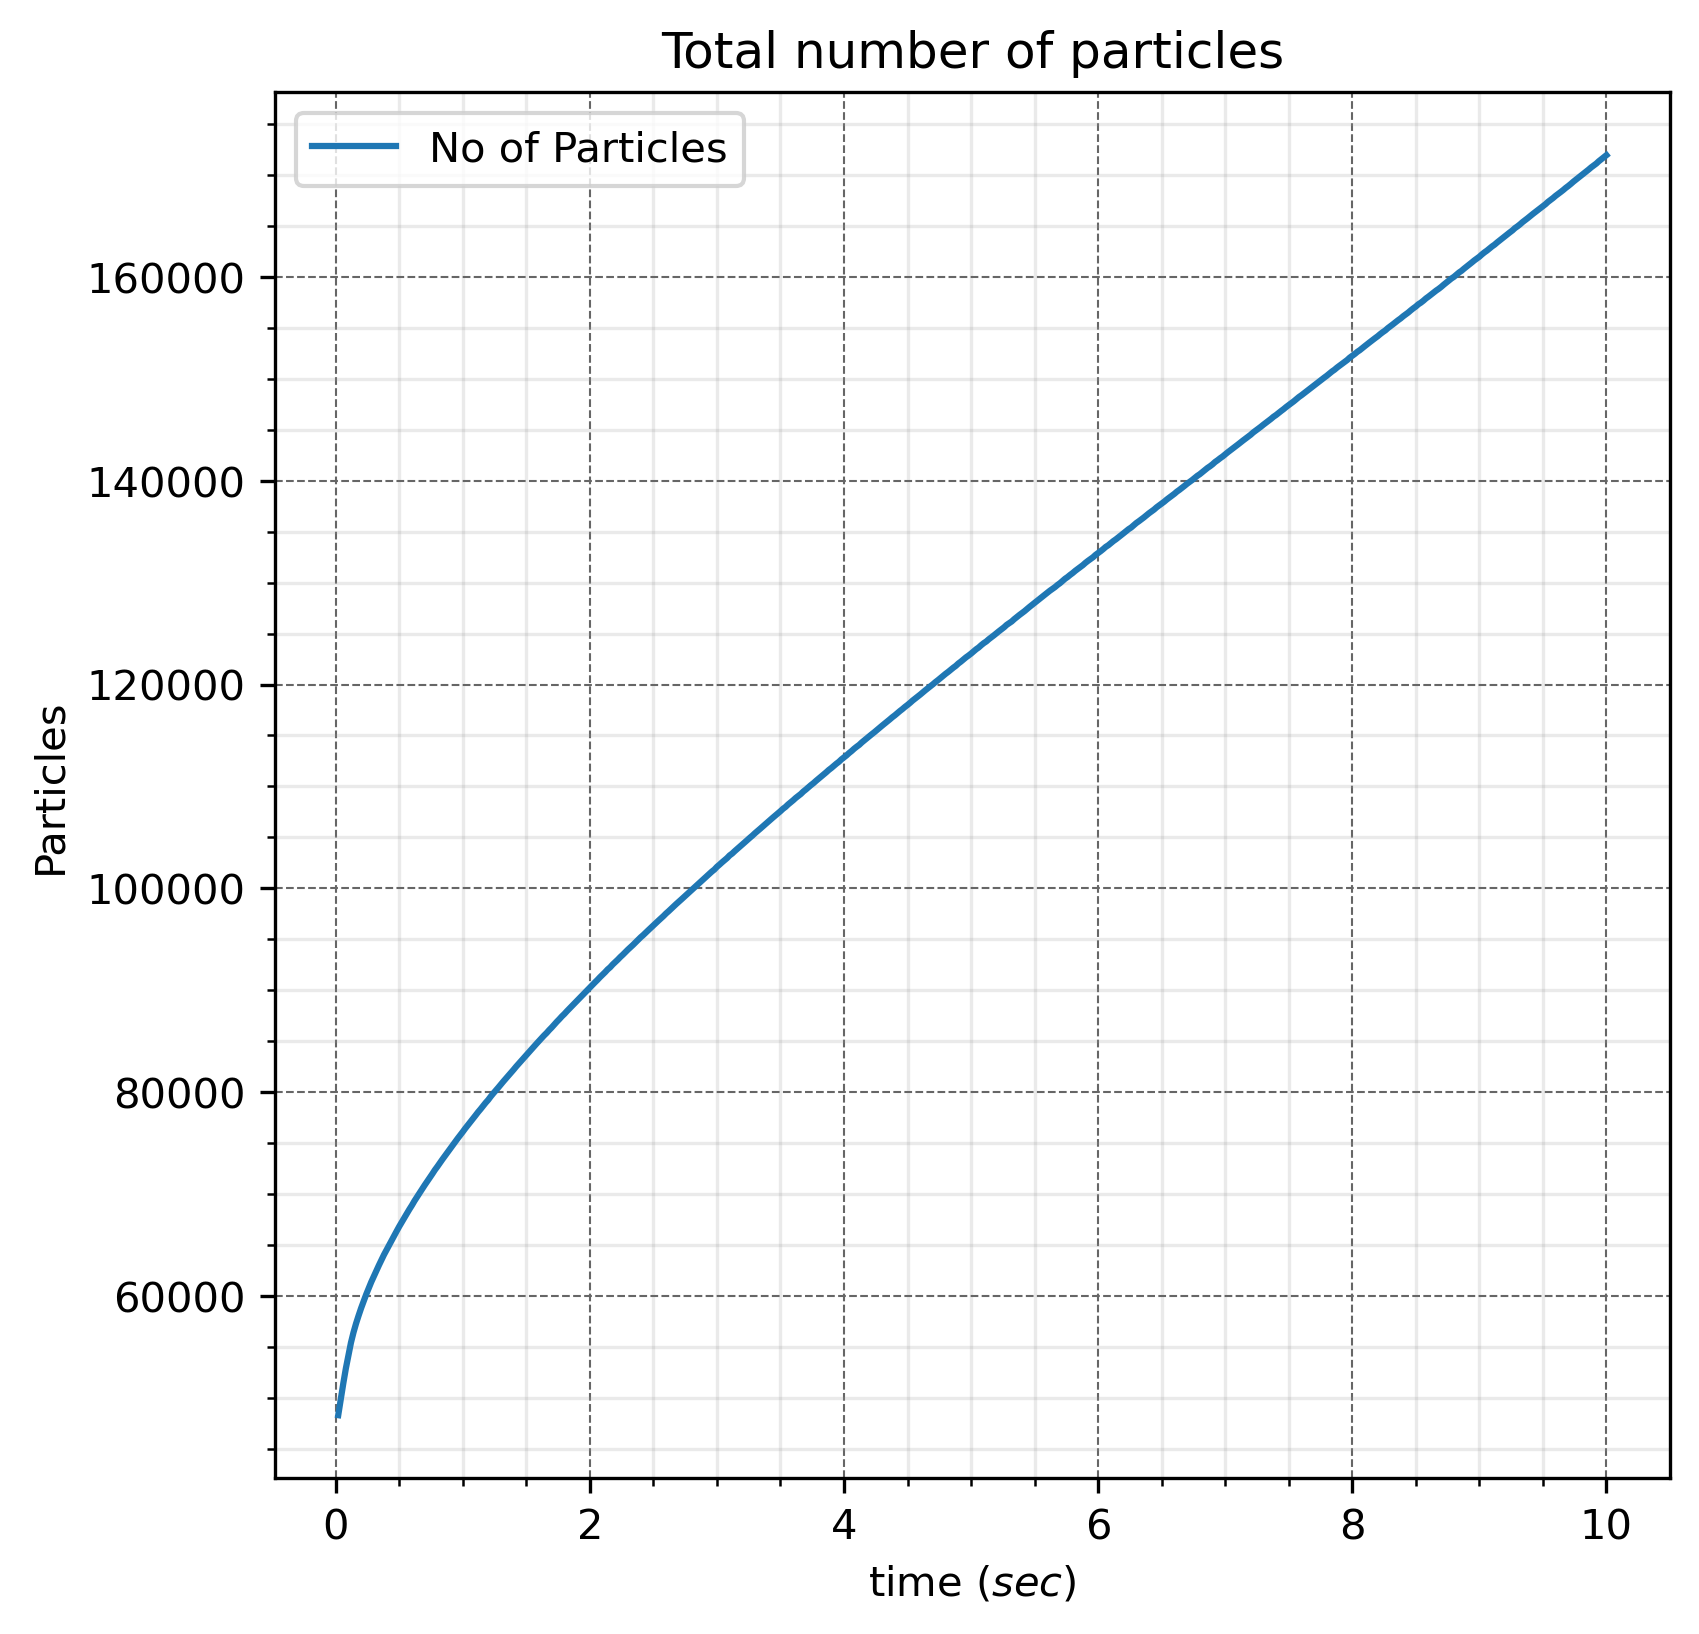 Total number of particles
No of Particles
160000
140000
120000
100000
80000
60000
Particles
0 2 4 6 8 10
time (sec)